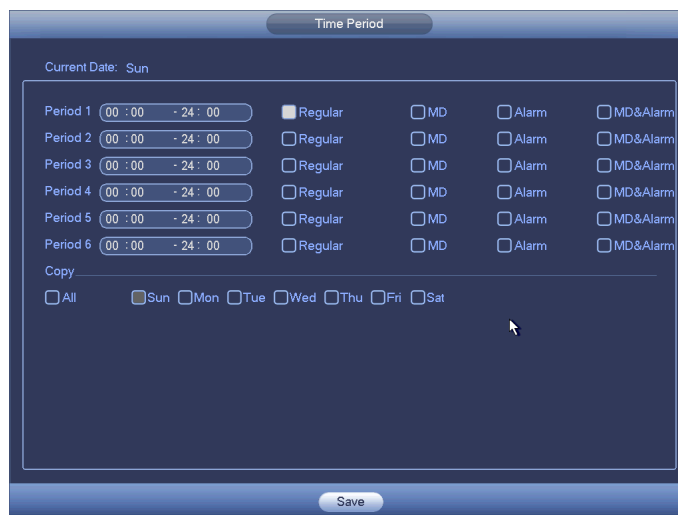 Time Period
Current Date: Sun
Period 1 00 :00 - 24 : 00 Regular MD Alarm MD&Alarm
Period 2 00 :00 - 24 : 00 Regular MD Alarm MD&Alarm
Period 3 00 :00 - 24 : 00 Regular MD Alarm MD&Alarm
Period 4 00 :00 - 24 : 00 Regular MD Alarm MD&Alarm
Period 5 00 :00 - 24 : 00 Regular MD Alarm MD&Alarm
Period 6 00 :00 - 24 : 00 Regular MD Alarm MD&Alarm
Copy
All Sun Mon Tue Wed Thu Fri Sat
Save